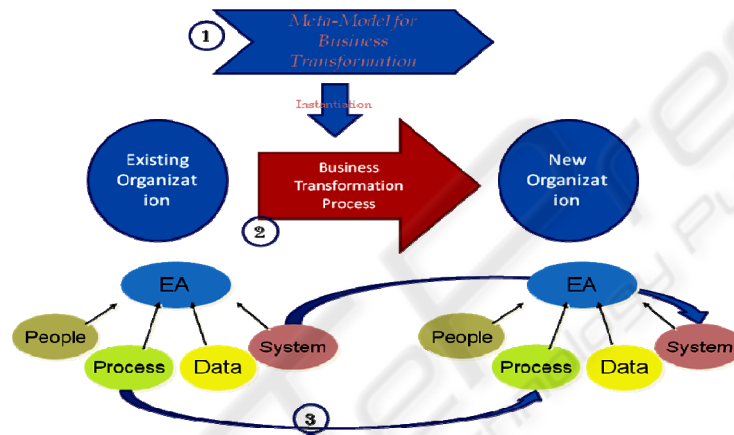 1
Meta-Model for
Business
Transformation
Instantiation
Existing
Organizat
ion
Business
Transformation
Process
New
Organizat
ion
2
EA
EA
People
Process
Data
System
People
Process
Data
System
3